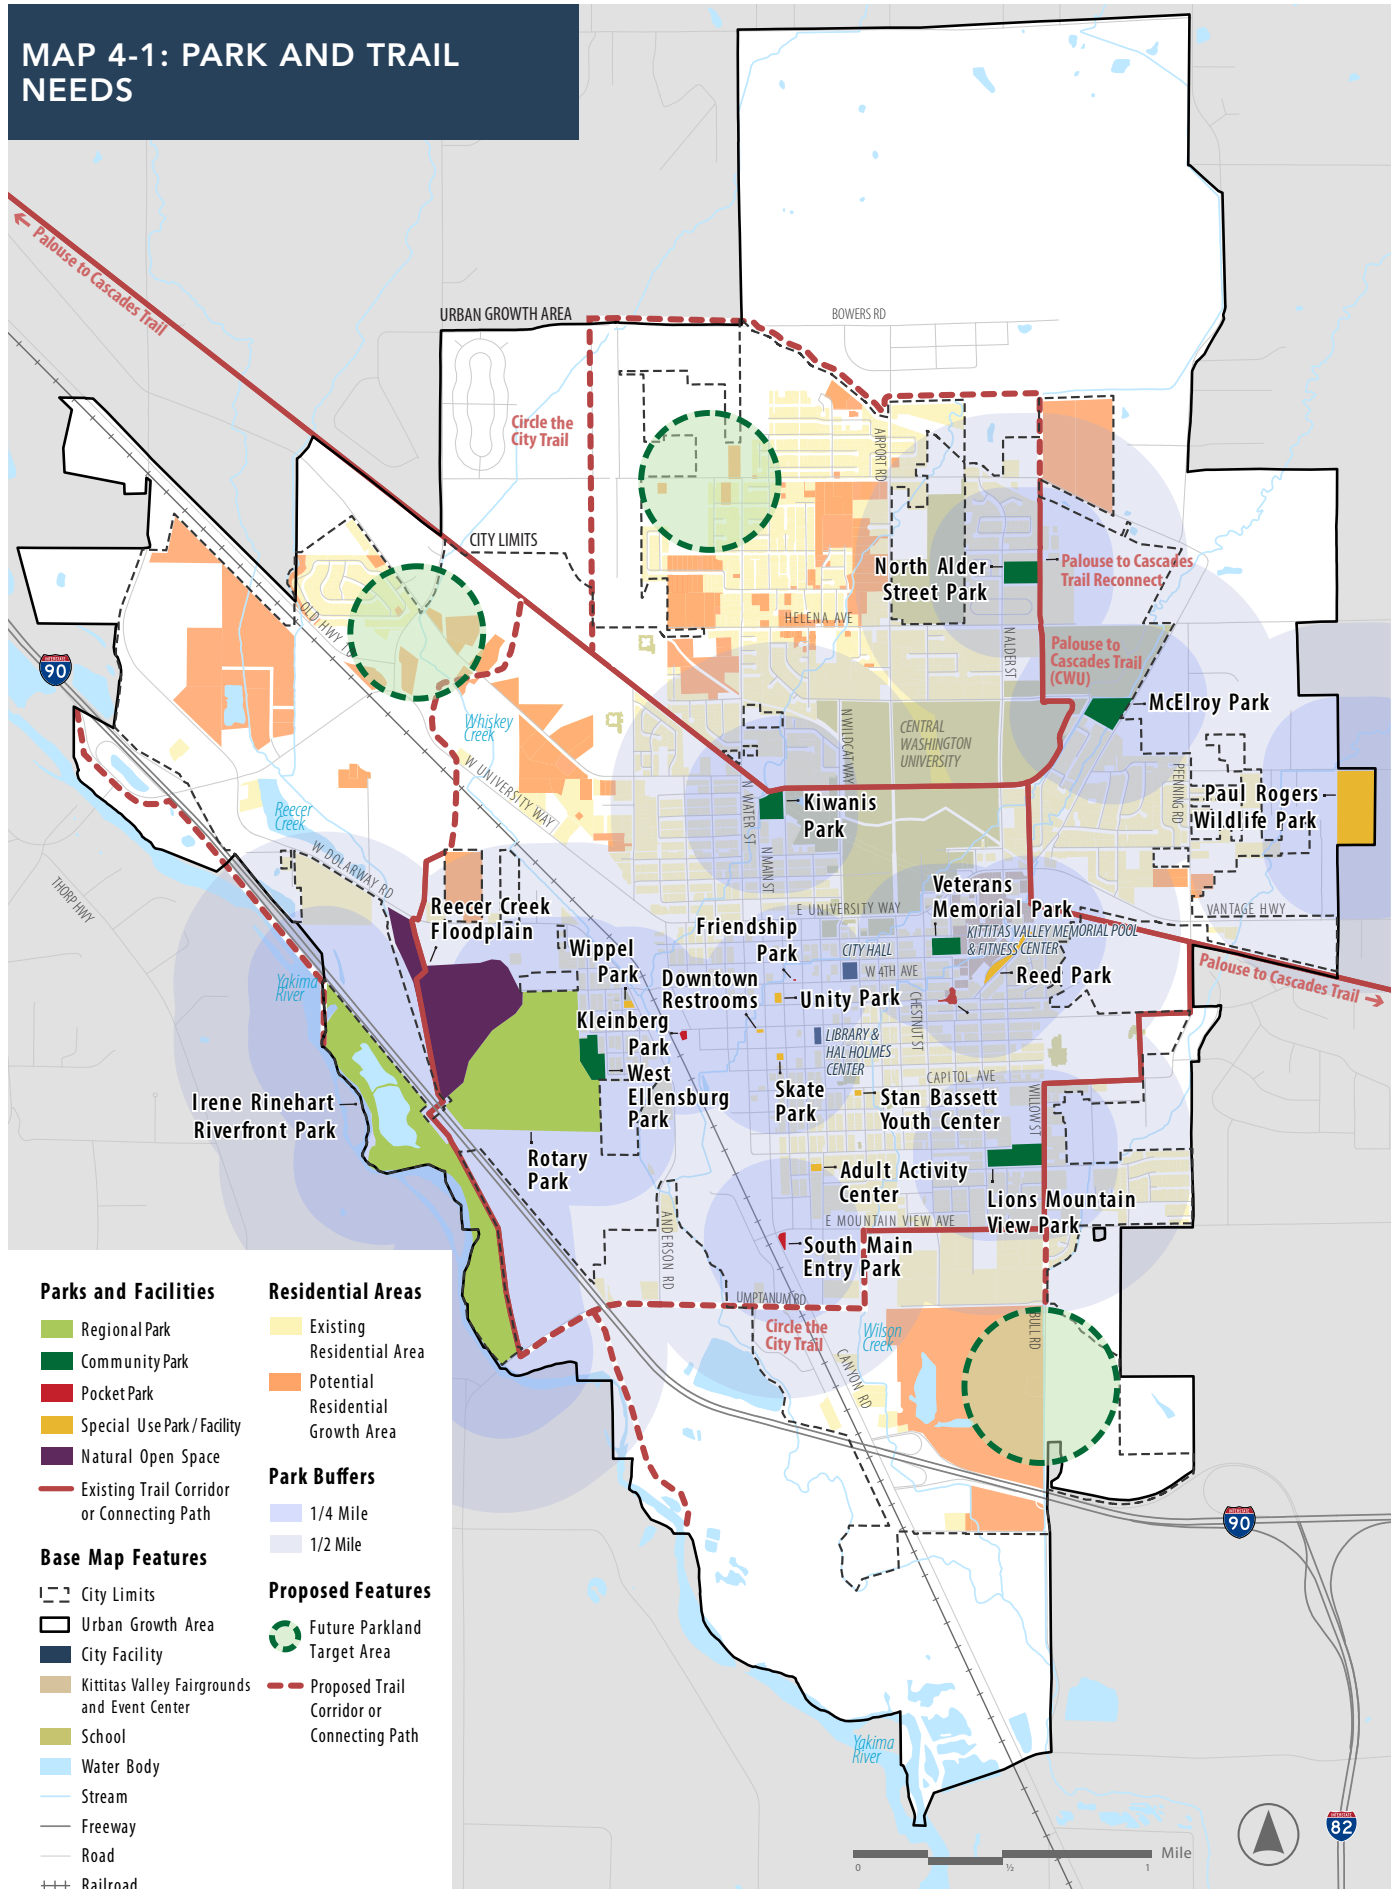 MAP 4-1: PARK AND TRAIL
NEEDS
Palouse to Cascades Trail
URBAN GROWTH AREA
BOWERS RD
Circle the
City Trail
AIRPORT RD
CITY LIMITS
North Alder
Street Park
Palouse to Cascades
Trail Reconnect
OLD HWY 10
HELENA AVE
N ALDER ST
Palouse to
Cascades Trail
(CWU)
90
McElroy Park
Whiskey
Creek
N WILDCAT WAY
CENTRAL
WASHINGTON
UNIVERSITY
W UNIVERSITY WAY
PFENNING RD
Paul Rogers
Wildlife Park
N WATER ST
Kiwanis
Park
Reecer
Creek
W DOLARWAY RD
N MAIN ST
THORP HWY
Veterans
Memorial Park
E UNIVERSITY WAY
VANTAGE HWY
Reecer Creek
Floodplain
Friendship
Park
KITTITAS VALLEY MEMORIAL POOL
& FITNESS CENTER
Wippel
Park
CITY HALL
W 4TH AVE
Reed Park
Palouse to Cascades Trail
Yakima
River
Downtown
Restrooms
Unity Park
CHESTNUT ST
Kleinberg
Park
LIBRARY &
HAL HOLMES
CENTER
West
Ellensburg
Park
CAPITOL AVE
Skate
Park
Stan Bassett
Youth Center
WILLOW ST
Irene Rinehart
Riverfront Park
Rotary
Park
Adult Activity
Center
Lions Mountain
View Park
ANDERSON RD
E MOUNTAIN VIEW AVE
South Main
Entry Park
UMPTANUM RD
Circle the
City Trail
Wilson
Creek
BULL RD
CANYON RD
90
Yakima
River
82
Parks and Facilities
Regional Park
Community Park
Pocket Park
Special Use Park / Facility
Natural Open Space
Existing Trail Corridor
or Connecting Path
Base Map Features
City Limits
Urban Growth Area
City Facility
Kittitas Valley Fairgrounds
and Event Center
School
Water Body
Stream
Freeway
Road
Railroad
Residential Areas
Existing
Residential Area
Potential
Residential
Growth Area
Park Buffers
1/4 Mile
1/2 Mile
Proposed Features
Future Parkland
Target Area
Proposed Trail
Corridor or
Connecting Path
Mile
0 ½ 1